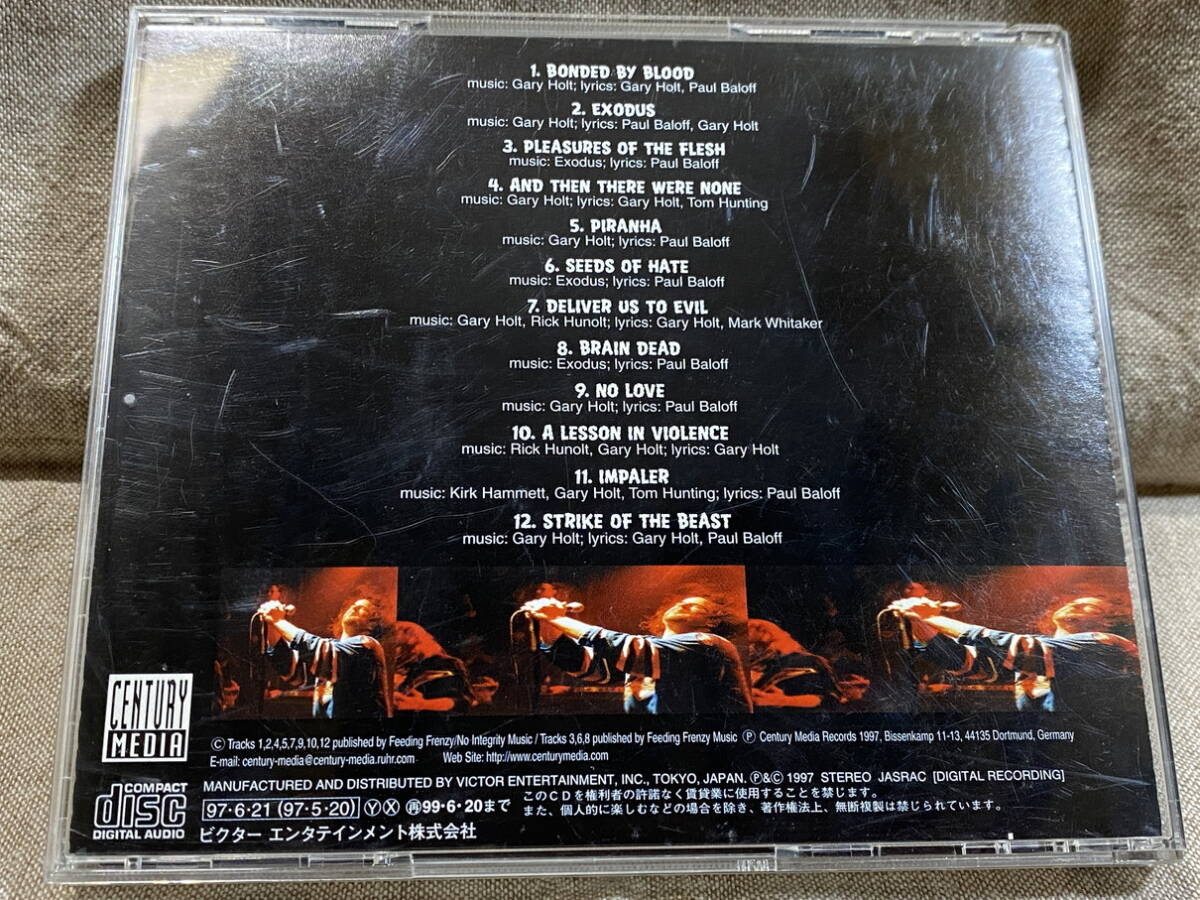 1. BONDED BY BLOOD
music: Gary Holt; lyrics: Gary Holt, Paul Baloff
2. EXODUS
music: Gary Holt; lyrics: Paul Baloff, Gary Holt
3. PLEASURES OF THE FLESH
music: Exodus; lyrics: Paul Baloff
4. AND THEN THERE WERE NONE
music: Gary Holt; lyrics: Gary Holt, Tom Hunting
5. PIRANHA
music: Gary Holt; lyrics: Paul Baloff
6. SEEDS OF HATE
music: Exodus; lyrics: Paul Baloff
7. DELIVER US TO EVIL
music: Gary Holt, Rick Hunolt; lyrics: Gary Holt, Mark Whitaker
8. BRAIN DEAD
music: Exodus; lyrics: Paul Baloff
9. NO LOVE
music: Gary Holt; lyrics: Paul Baloff
10. A LESSON IN VIOLENCE
music: Rick Hunolt, Gary Holt; lyrics: Gary Holt
11. IMPALER
music: Kirk Hammett, Gary Holt, Tom Hunting; lyrics: Paul Baloff
12. STRIKE OF THE BEAST
music: Gary Holt; lyrics: Gary Holt, Paul Baloff
CENTURY
MEDIA
© Tracks 1,2,4,5,7,9,10,12 published by Feeding Frenzy/No Integrity Music / Tracks 3,6,8 published by Feeding Frenzy Music ℗ Century Media Records 1997, Bissenkamp 11-13, 44135 Dortmund, Germany
E-mail: century-media@century-media.ruhr.com Web Site: http://www.centurymedia.com
COMPACT
disc
DIGITAL AUDIO
MANUFACTURED AND DISTRIBUTED BY VICTOR ENTERTAINMENT, INC., TOKYO, JAPAN. ℗&© 1997 STEREO JASRAC [DIGITAL RECORDING]
97・6・21 (97・5・20) Ⓨ Ⓧ 再99・6・20まで
このCDを権利者の許諾なく賃貸業に使用することを禁じます。
また、個人的に楽しむなどの場合を除き、著作権法上、無断複製は禁じられています。
ビクター エンタテインメント株式会社